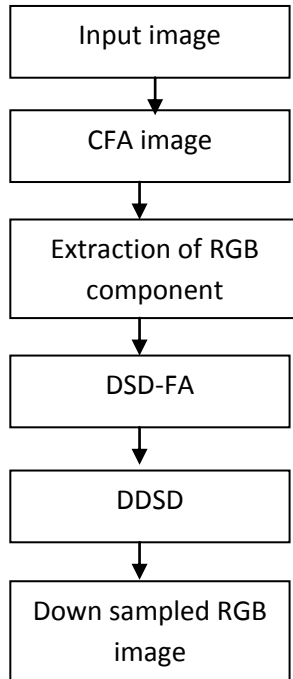 Input image
CFA image
Extraction of RGB
component
DSD-FA
DDSD
Down sampled RGB
image